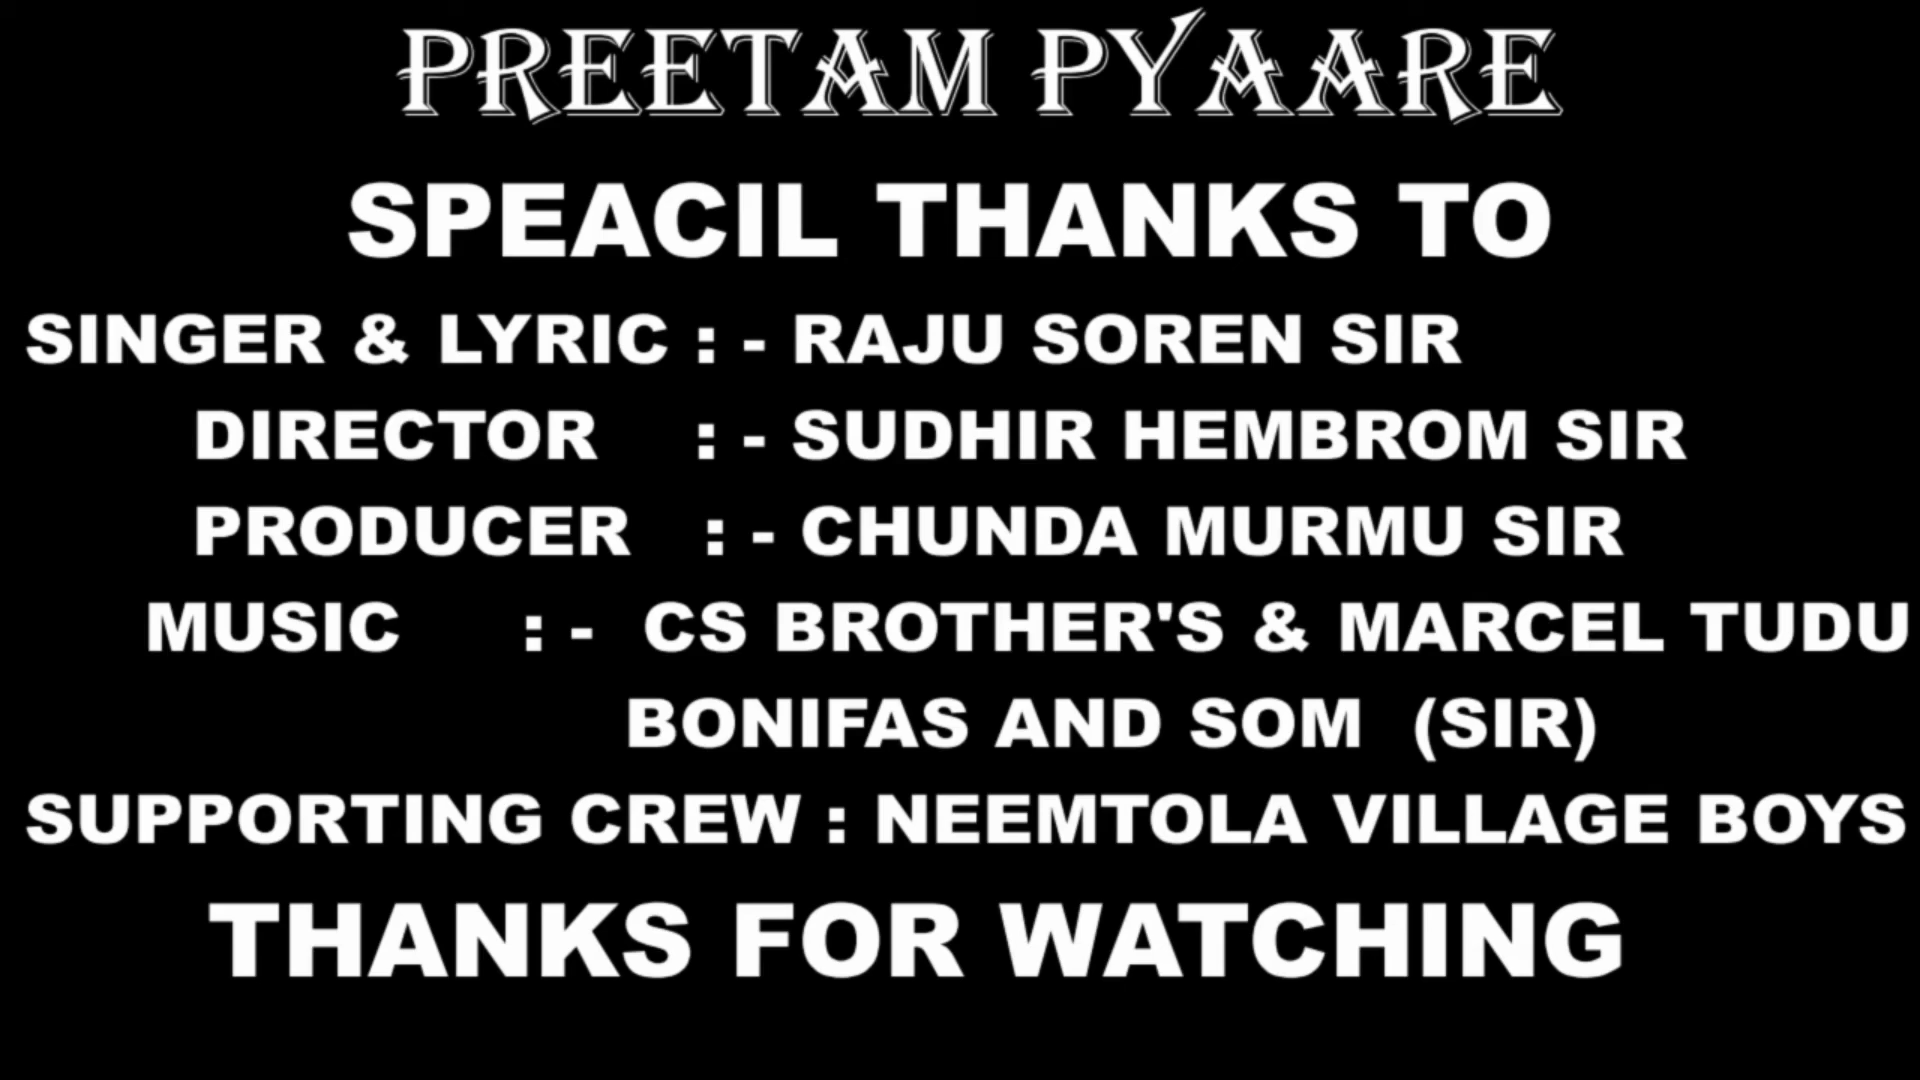 PREETAM PYAARE
SPEACIL THANKS TO
SINGER & LYRIC : - RAJU SOREN SIR
DIRECTOR : - SUDHIR HEMBROM SIR
PRODUCER : - CHUNDA MURMU SIR
MUSIC : - CS BROTHER'S & MARCEL TUDU
BONIFAS AND SOM (SIR)
SUPPORTING CREW : NEEMTOLA VILLAGE BOYS
THANKS FOR WATCHING